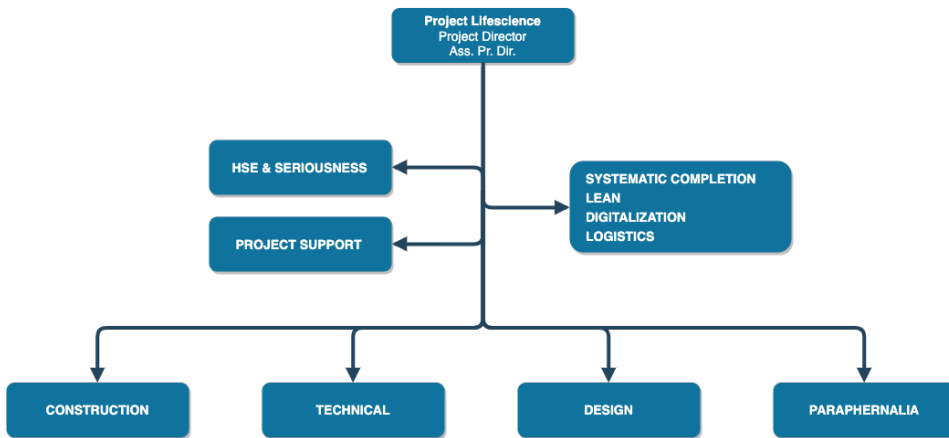 Project Lifescience
Project Director
Ass. Pr. Dir.
HSE & SERIOUSNESS
SYSTEMATIC COMPLETION
LEAN
DIGITALIZATION
LOGISTICS
PROJECT SUPPORT
CONSTRUCTION
TECHNICAL
DESIGN
PARAPHERNALIA